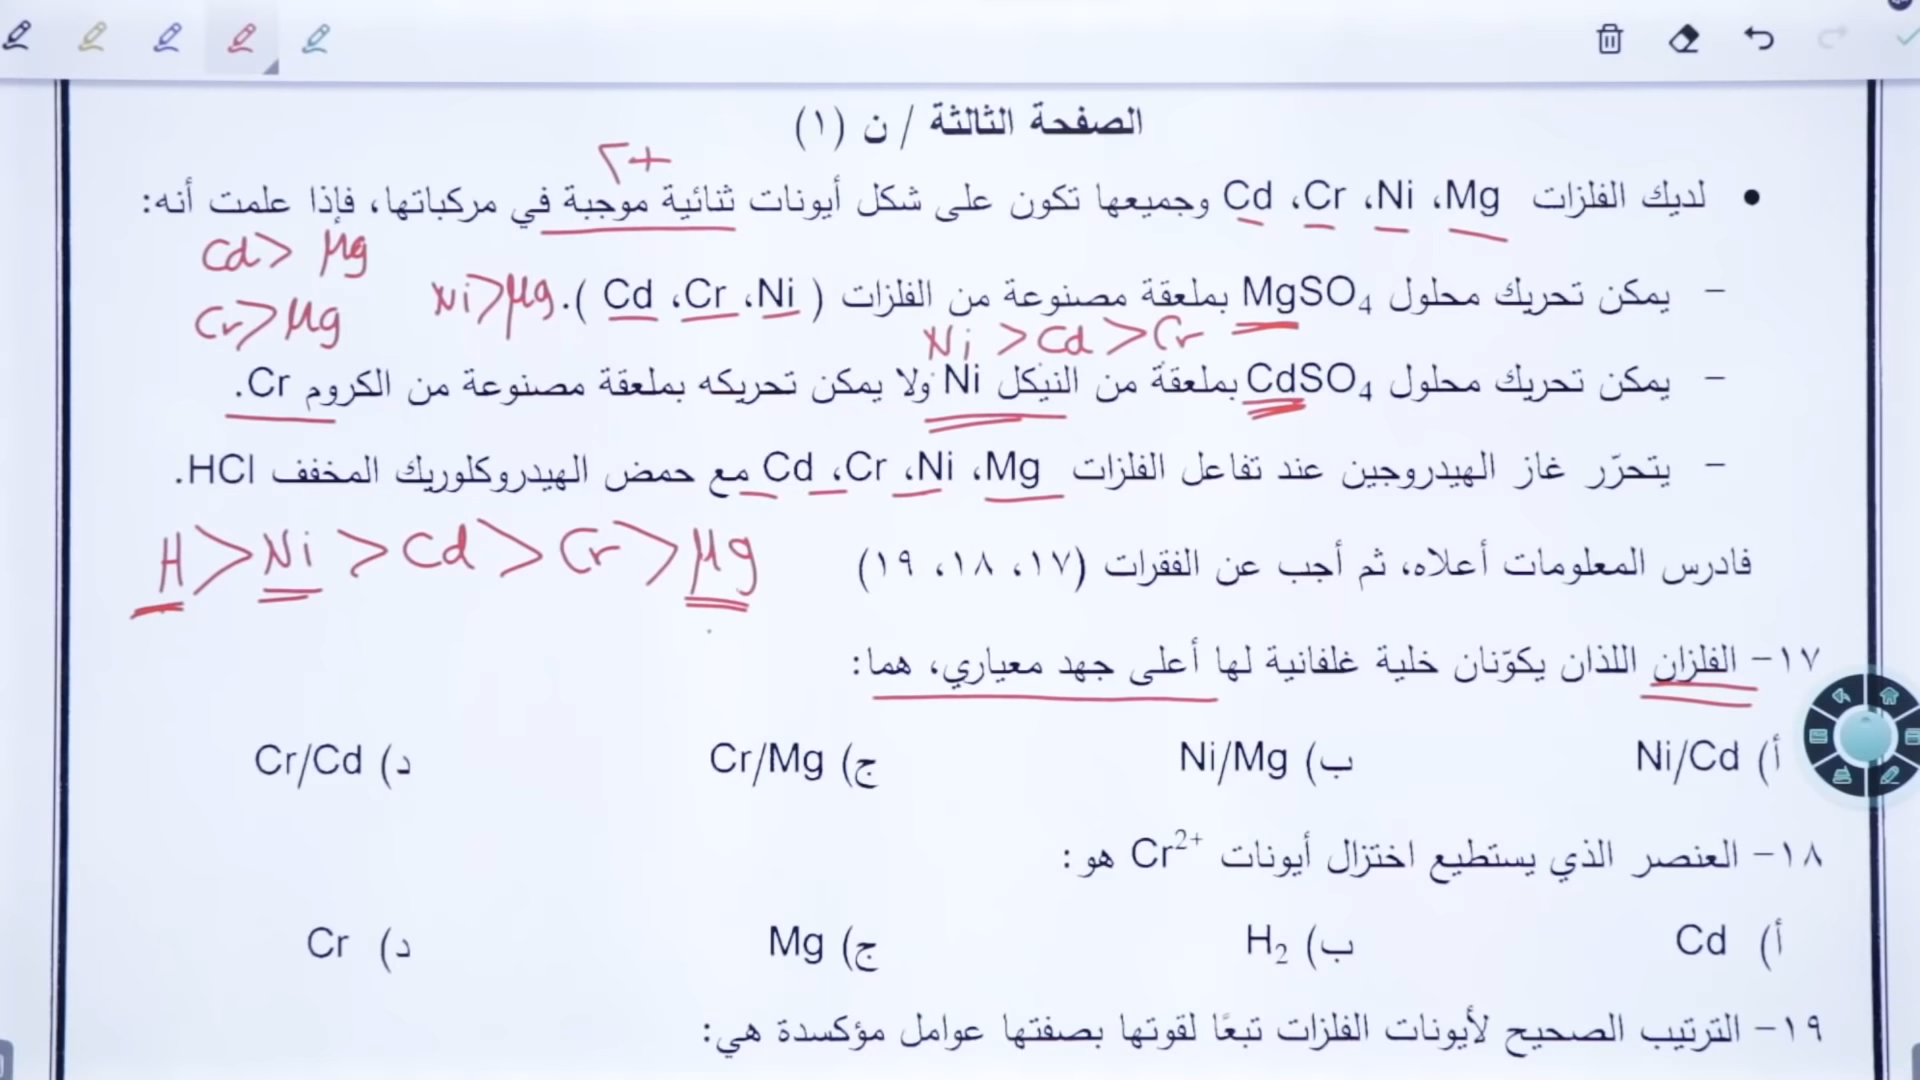 الصفحة الثالثة / ن (١)
٢+
• لديك الفلزات Cd ،Cr ،Ni ،Mg وجميعها تكون على شكل أيونات ثنائية موجبة في مركباتها، فإذا علمت أنه:
Cd > Mg
– يمكن تحريك محلول MgSO4 بملعقة مصنوعة من الفلزات ( Cd ،Cr ،Ni ).
Ni > Mg
Cr > Mg
Ni > Cd > Cr
– يمكن تحريك محلول CdSO4 بملعقة من النيكل Ni ولا يمكن تحريكه بملعقة مصنوعة من الكروم Cr.
– يتحرّر غاز الهيدروجين عند تفاعل الفلزات Cd ،Cr ،Ni ،Mg مع حمض الهيدروكلوريك المخفف HCl.
فادرس المعلومات أعلاه، ثم أجب عن الفقرات (١٧، ١٨، ١٩)
H > Ni > Cd > Cr > Mg
١٧– الفلزان اللذان يكوّنان خلية غلفانية لها أعلى جهد معياري، هما:
أ) Ni/Cd ب) Ni/Mg ج) Cr/Mg د) Cr/Cd
١٨– العنصر الذي يستطيع اختزال أيونات Cr2+ هو:
أ) Cd ب) H2 ج) Mg د) Cr
١٩– الترتيب الصحيح لأيونات الفلزات تبعًا لقوتها بصفتها عوامل مؤكسدة هي: